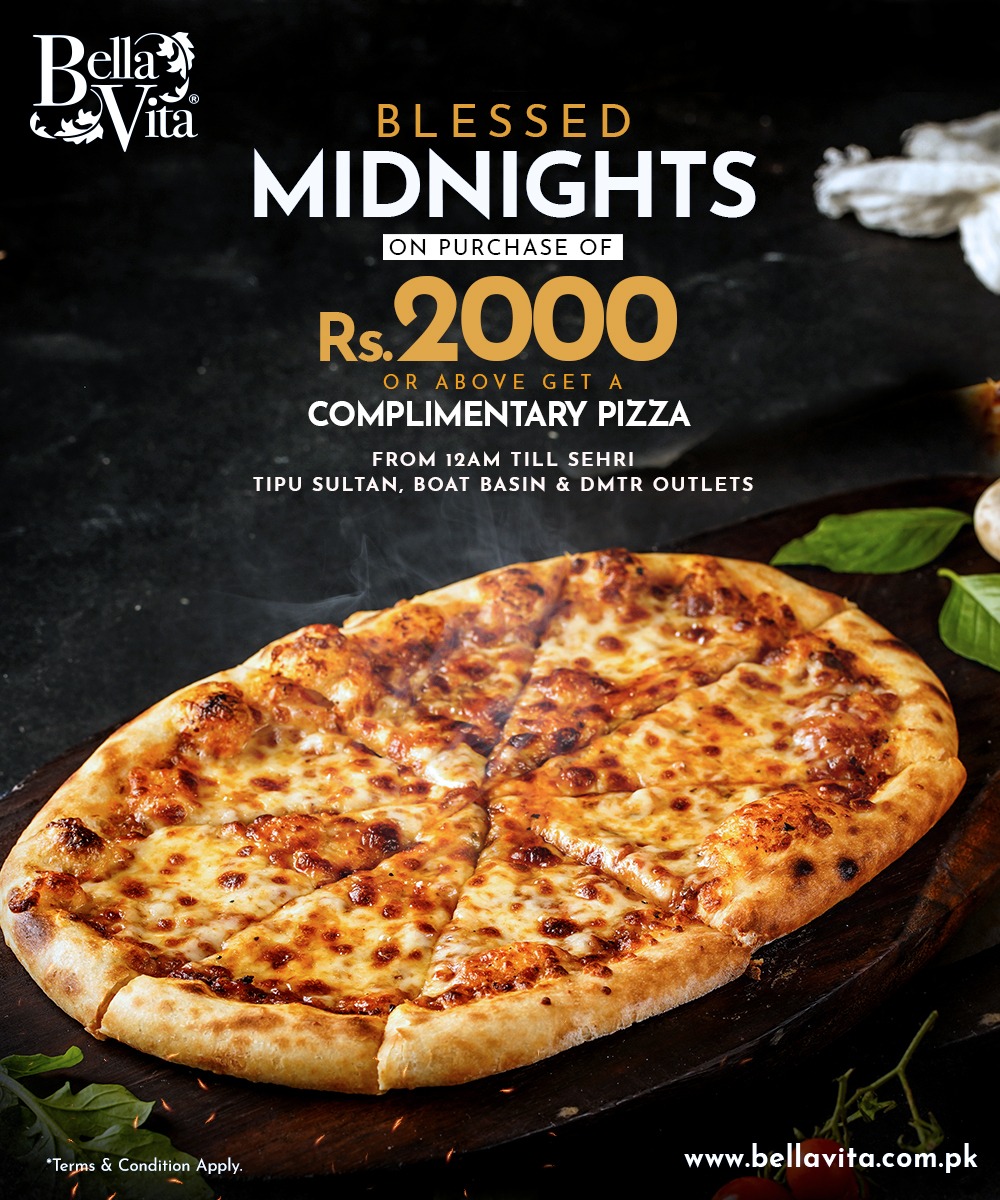 Bella
Vita®
BLESSED
MIDNIGHTS
ON PURCHASE OF
Rs.2000
OR ABOVE GET A
COMPLIMENTARY PIZZA
FROM 12AM TILL SEHRI
TIPU SULTAN, BOAT BASIN & DMTR OUTLETS
*Terms & Condition Apply.
www.bellavita.com.pk